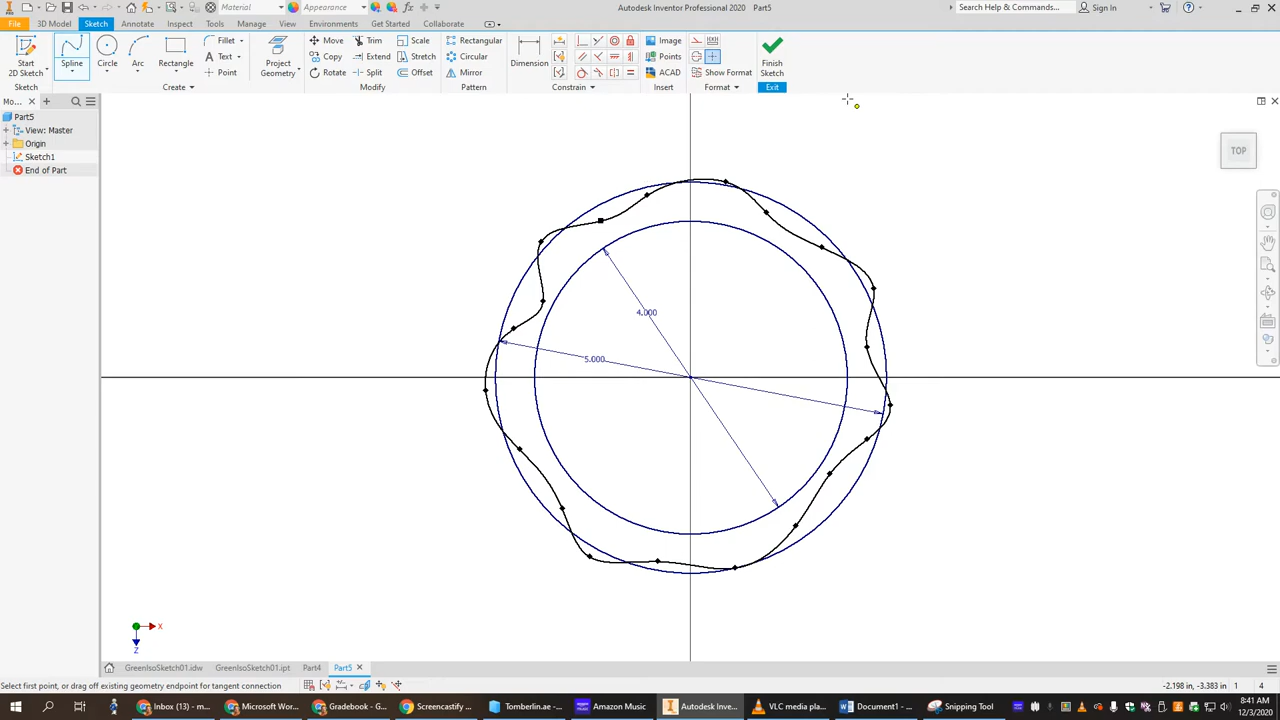 Material Appearance Autodesk Inventor Professional 2020 Part5 Search Help & Commands... Sign In
File 3D Model Sketch Annotate Inspect Tools Manage View Environments Get Started Collaborate
Start 2D Sketch Spline Circle Arc Rectangle Fillet Text Point Project Geometry Move Copy Rotate Trim Extend Split Scale Stretch Offset Rectangular Circular Mirror Dimension Image Points ACAD Show Format Finish Sketch
Sketch Create Modify Pattern Constrain Insert Format Exit
Mo...
Part5
View: Master
Origin
Sketch1
End of Part
TOP
4.000
5.000
X
Z
GreenIsoSketch01.idw GreenIsoSketch01.ipt Part4 Part5
Select first point, or drag off existing geometry endpoint for tangent connection -2.198 in, -3.383 in 1 4
Inbox (13) - m... Microsoft Wor... Gradebook - G... Screencastify ... Tomberlin.ae -... Amazon Music Autodesk Inve... VLC media pla... Document1 - ... Snipping Tool 8:41 AM
12/3/2020